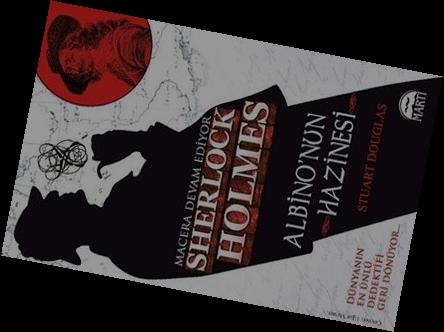 MACERA DEVAM EDİYOR
SHERLOCK
HOLMES
ALBİNO'NUN
HAZİNESİ
STUART DOUGLAS
DÜNYANIN
EN ÜNLÜ
DEDEKTİFİ
GERİ DÖNÜYOR...
MARTI